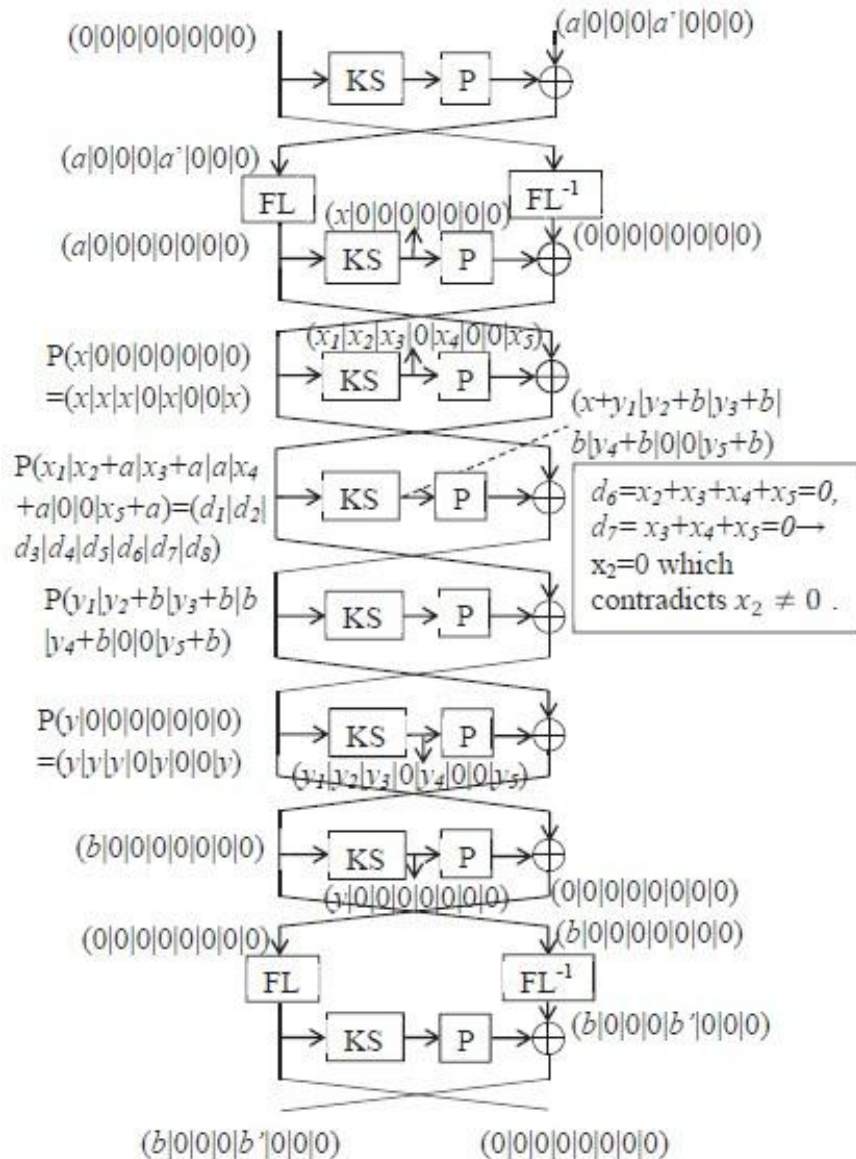 (0|0|0|0|0|0|0|0)
(a|0|0|0|a’|0|0|0)
KS
P
(a|0|0|0|a’|0|0|0)
FL
FL-1
(x|0|0|0|0|0|0|0)
(a|0|0|0|0|0|0|0)
KS
P
(0|0|0|0|0|0|0|0)
(x1|x2|x3|0|x4|0|0|x5)
P(x|0|0|0|0|0|0|0)
=(x|x|x|0|x|0|0|x)
KS
P
(x+y1|y2+b|y3+b|
b|y4+b|0|0|y5+b)
P(x1|x2+a|x3+a|a|x4
+a|0|0|x5+a)=(d1|d2|
d3|d4|d5|d6|d7|d8)
KS
P
d6=x2+x3+x4+x5=0,
d7= x3+x4+x5=0→
x2=0 which
contradicts x2 ≠ 0 .
P(y1|y2+b|y3+b|b
|y4+b|0|0|y5+b)
KS
P
P(y|0|0|0|0|0|0|0)
=(y|y|y|0|y|0|0|y)
KS
P
(y1|y2|y3|0|y4|0|0|y5)
(b|0|0|0|0|0|0|0)
KS
P
(y|0|0|0|0|0|0|0)
(0|0|0|0|0|0|0|0)
(0|0|0|0|0|0|0|0)
(b|0|0|0|0|0|0|0)
FL
FL-1
KS
P
(b|0|0|0|b’|0|0|0)
(b|0|0|0|b’|0|0|0)
(0|0|0|0|0|0|0|0)